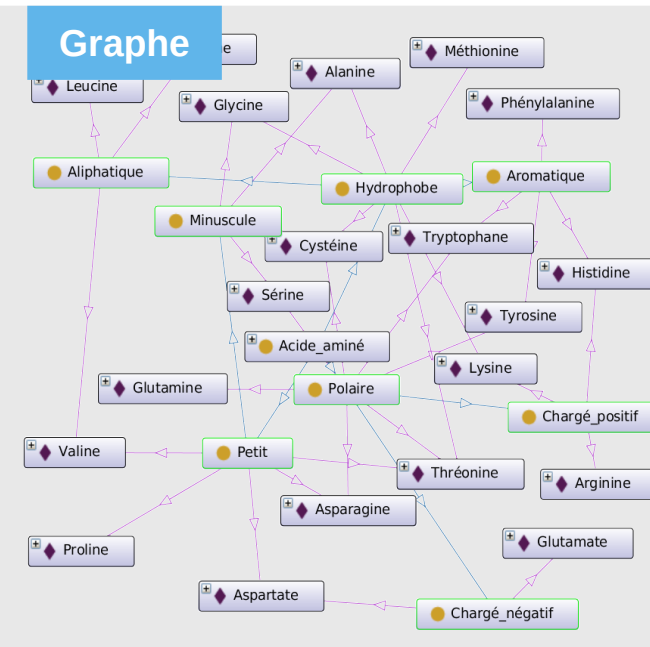 Graphe
Méthionine
Alanine
Leucine
Glycine
Phénylalanine
Aliphatique
Hydrophobe
Aromatique
Minuscule
Cystéine
Tryptophane
Histidine
Sérine
Tyrosine
Acide_aminé
Lysine
Glutamine
Polaire
Chargé_positif
Valine
Petit
Thréonine
Arginine
Asparagine
Proline
Glutamate
Aspartate
Chargé_négatif